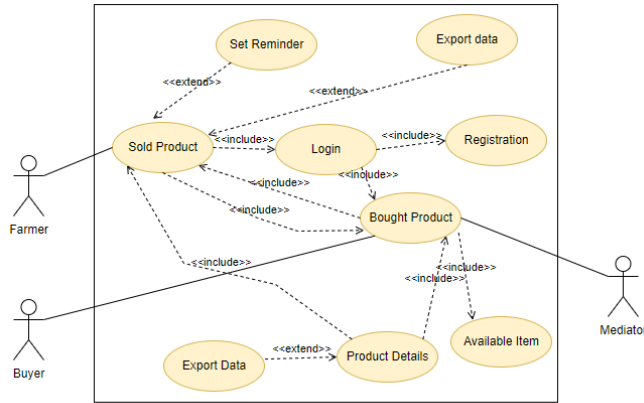 Set Reminder
Export data
<<extend>>
<<extend>>
Sold Product
<<include>>
Login
<<include>>
Registration
<<include>>
<<include>>
<<include>>
Bought Product
Farmer
<<include>>
<<include>>
<<include>>
Mediator
Buyer
Export Data
<<extend>>
Product Details
Available Item